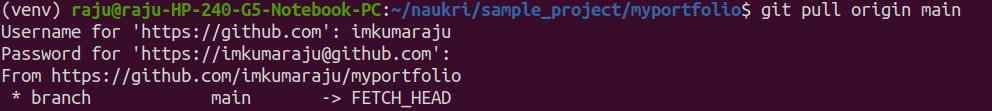 (venv) raju@raju-HP-240-G5-Notebook-PC:~/naukri/sample_project/myportfolio$ git pull origin main
Username for 'https://github.com': imkumaraju
Password for 'https://imkumaraju@github.com':
From https://github.com/imkumaraju/myportfolio
 * branch            main       -> FETCH_HEAD